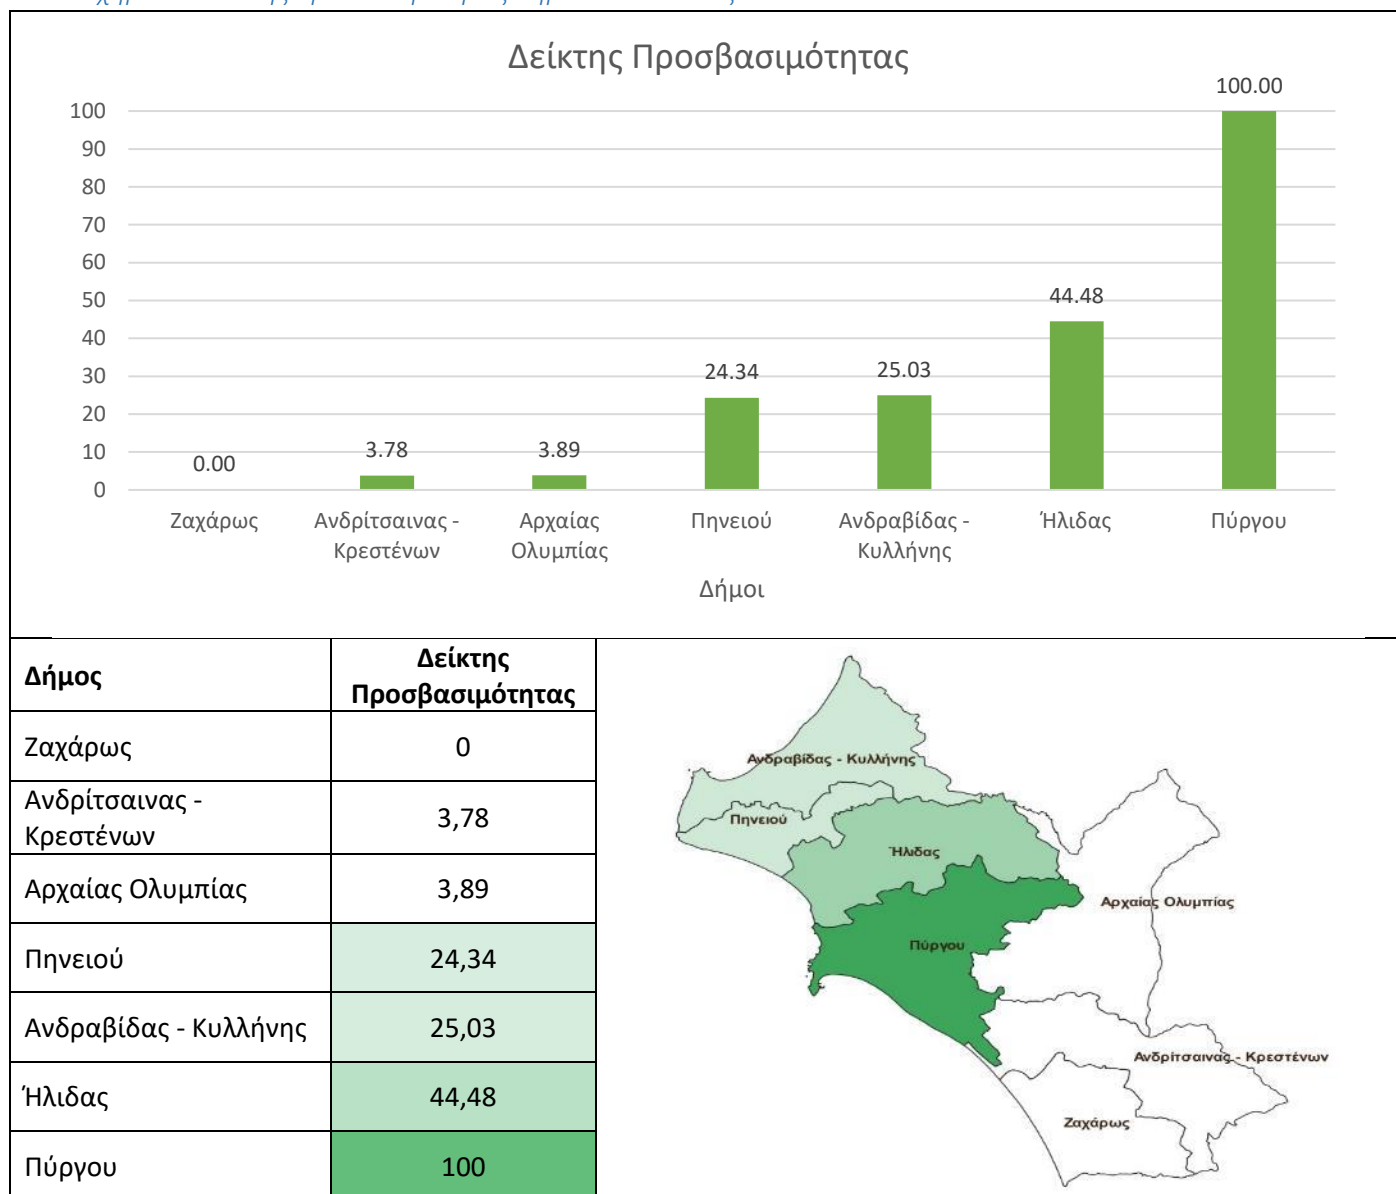 Δείκτης Προσβασιμότητας
100.00
100
90
80
70
60
50
40
30
20
10
0
0.00
3.78
3.89
24.34
25.03
44.48
Ζαχάρως
Ανδρίτσαινας -
Κρεστένων
Αρχαίας
Ολυμπίας
Πηνειού
Ανδραβίδας -
Κυλλήνης
Ήλιδας
Πύργου
Δήμοι
Δήμος
Δείκτης
Προσβασιμότητας
Ζαχάρως
0
Ανδρίτσαινας -
Κρεστένων
3,78
Αρχαίας Ολυμπίας
3,89
Πηνειού
24,34
Ανδραβίδας - Κυλλήνης
25,03
Ήλιδας
44,48
Πύργου
100
Ανδραβίδας - Κυλλήνης
Πηνειού
Ήλιδας
Αρχαίας Ολυμπίας
Πύργου
Ανδρίτσαινας - Κρεστένων
Ζαχάρως